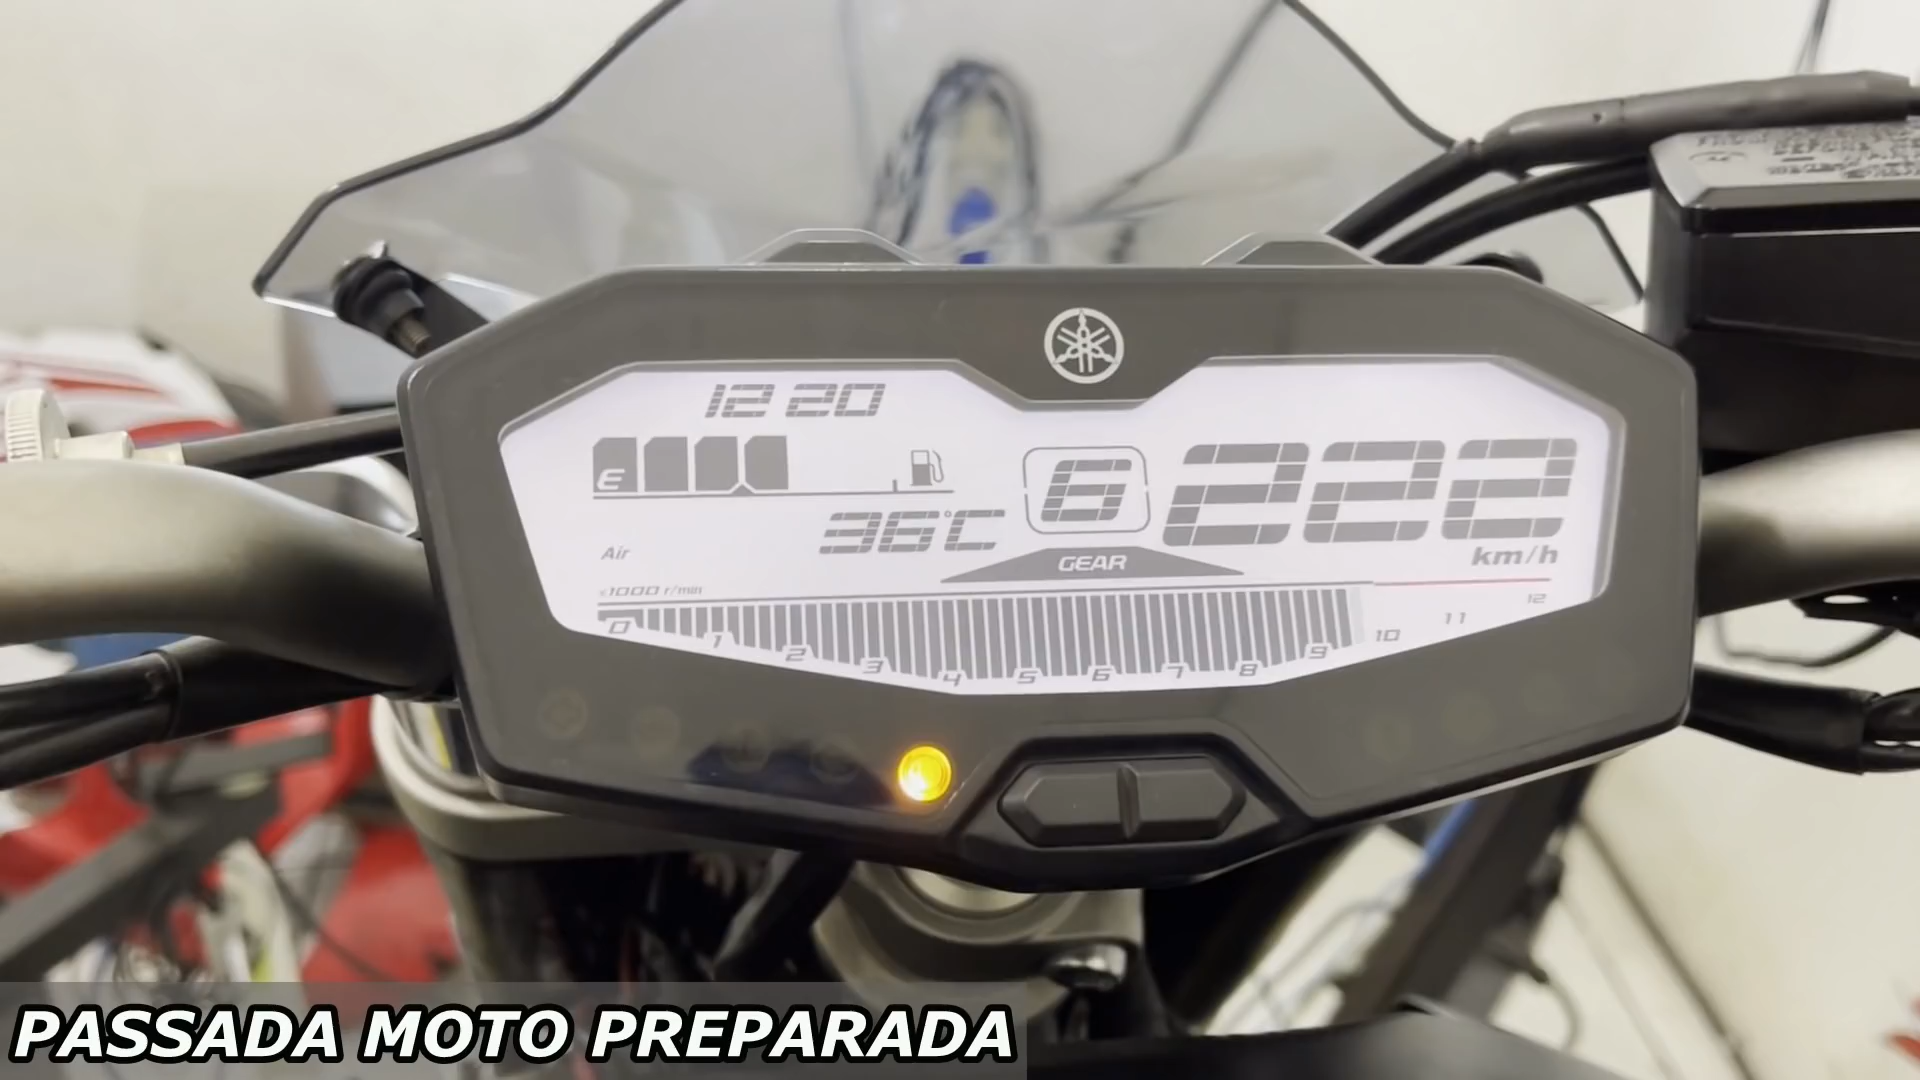 12 20
E
6
222
36°C
Air
GEAR
km/h
x1000 r/min
0 1 2 3 4 5 6 7 8 9 10 11 12
PASSADA MOTO PREPARADA